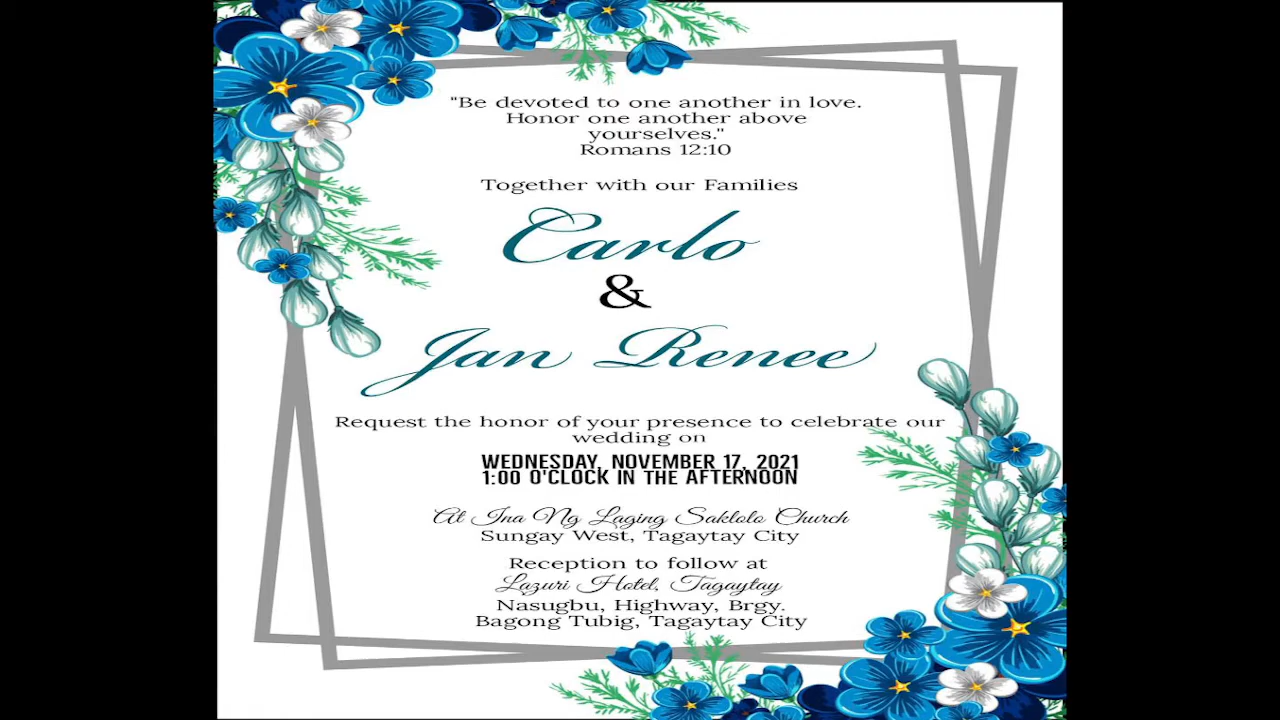 "Be devoted to one another in love.
Honor one another above
yourselves."
Romans 12:10
Together with our Families
Carlo
&
Jan Renee
Request the honor of your presence to celebrate our
wedding on
WEDNESDAY, NOVEMBER 17, 2021
1:00 O'CLOCK IN THE AFTERNOON
At Ina Ng Laging Saklolo Church
Sungay West, Tagaytay City
Reception to follow at
Lazuri Hotel, Tagaytay
Nasugbu, Highway, Brgy.
Bagong Tubig, Tagaytay City